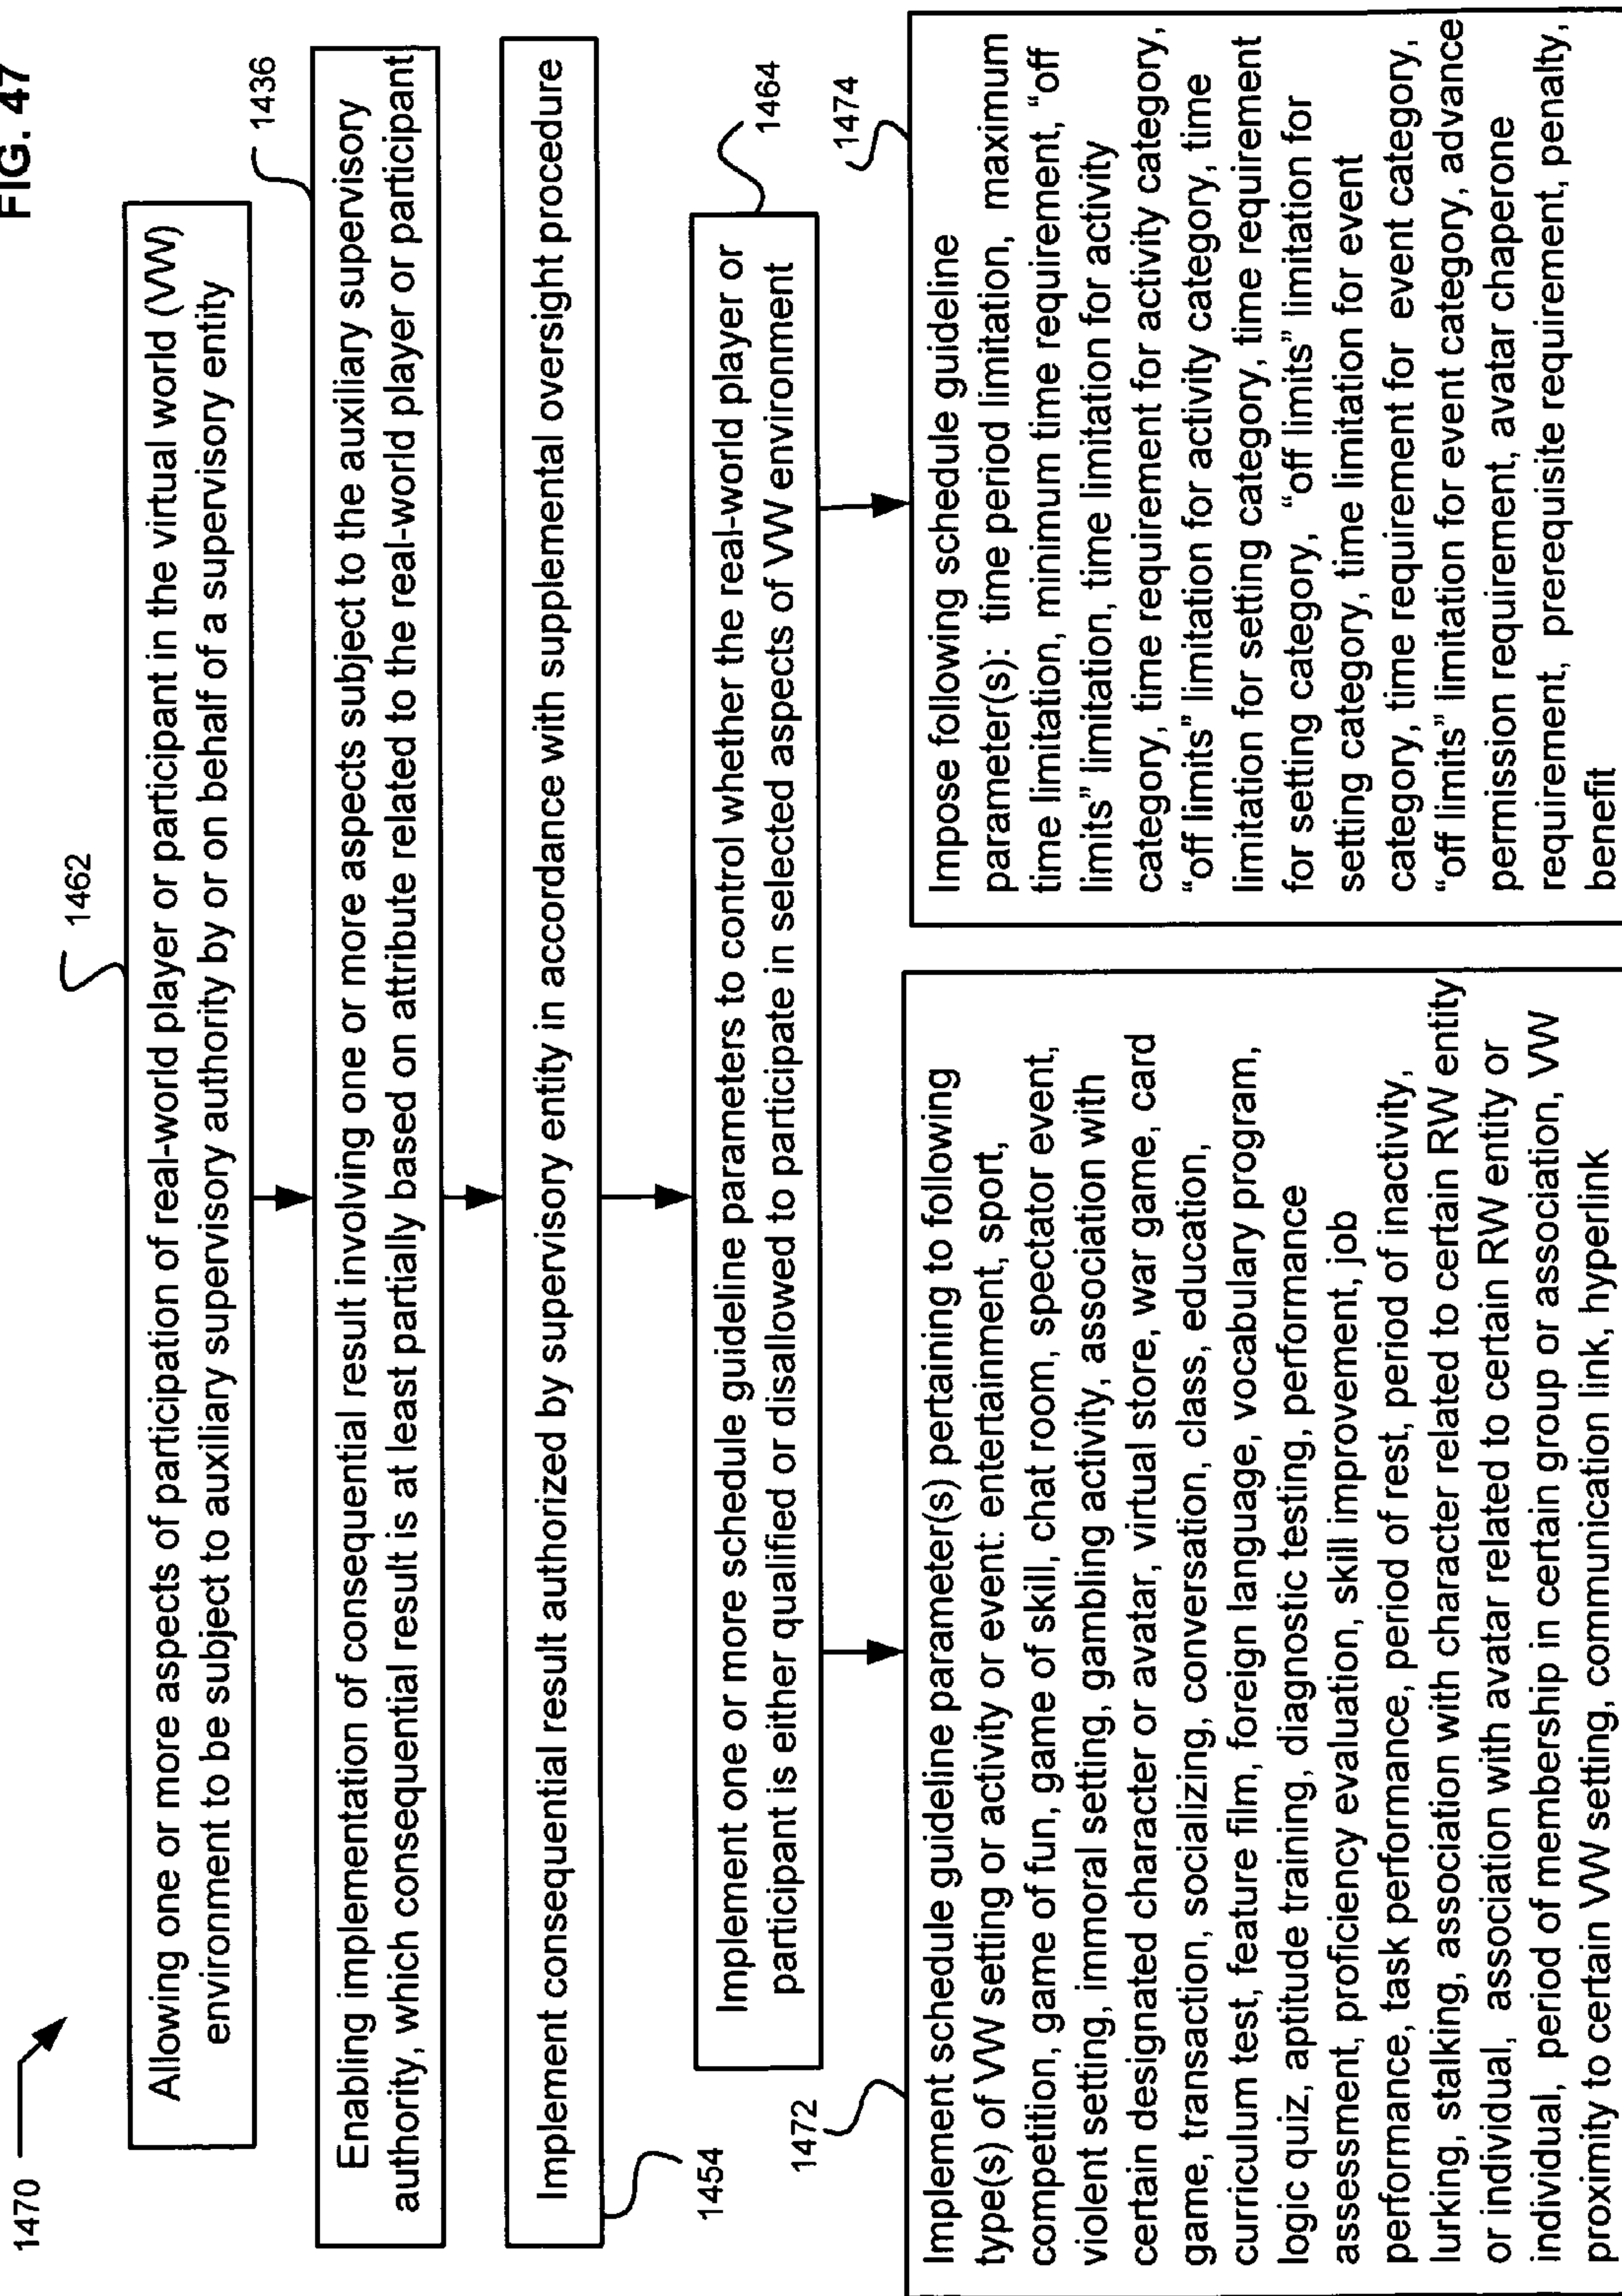 FIG. 47
1470
1462
Allowing one or more aspects of participation of real-world player or participant in the virtual world (VW)
environment to be subject to auxiliary supervisory authority by or on behalf of a supervisory entity
1436
Enabling implementation of consequential result involving one or more aspects subject to the auxiliary supervisory
authority, which consequential result is at least partially based on attribute related to the real-world player or participant
Implement consequential result authorized by supervisory entity in accordance with supplemental oversight procedure
1454
1464
Implement one or more schedule guideline parameters to control whether the real-world player or
participant is either qualified or disallowed to participate in selected aspects of VW environment
1472
Implement schedule guideline parameter(s) pertaining to following
type(s) of VW setting or activity or event: entertainment, sport,
competition, game of fun, game of skill, chat room, spectator event,
violent setting, immoral setting, gambling activity, association with
certain designated character or avatar, virtual store, war game, card
game, transaction, socializing, conversation, class, education,
curriculum test, feature film, foreign language, vocabulary program,
logic quiz, aptitude training, diagnostic testing, performance
assessment, proficiency evaluation, skill improvement, job
performance, task performance, period of rest, period of inactivity,
lurking, stalking, association with character related to certain RW entity
or individual, association with avatar related to certain RW entity or
individual, period of membership in certain group or association, VW
proximity to certain VW setting, communication link, hyperlink
1474
Impose following schedule guideline
parameter(s): time period limitation, maximum
time limitation, minimum time requirement, “off
limits” limitation, time limitation for activity
category, time requirement for activity category,
“off limits” limitation for activity category, time
limitation for setting category, time requirement
for setting category, “off limits” limitation for
setting category, time limitation for event
category, time requirement for event category,
“off limits” limitation for event category, advance
permission requirement, avatar chaperone
requirement, prerequisite requirement, penalty,
benefit